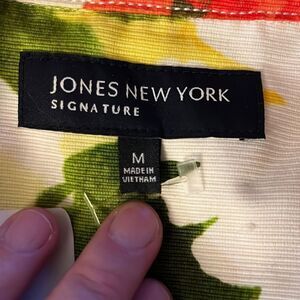 JONES NEW YORK
SIGNATURE
M
MADE IN
VIETNAM